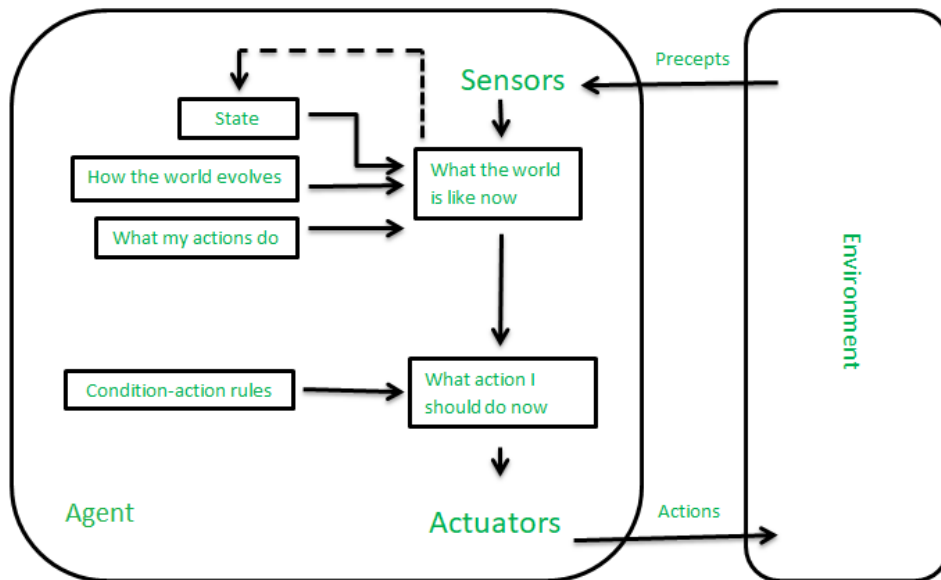 Precepts
Sensors
State
How the world evolves
What the world
is like now
What my actions do
Environment
Condition-action rules
What action I
should do now
Agent
Actuators
Actions